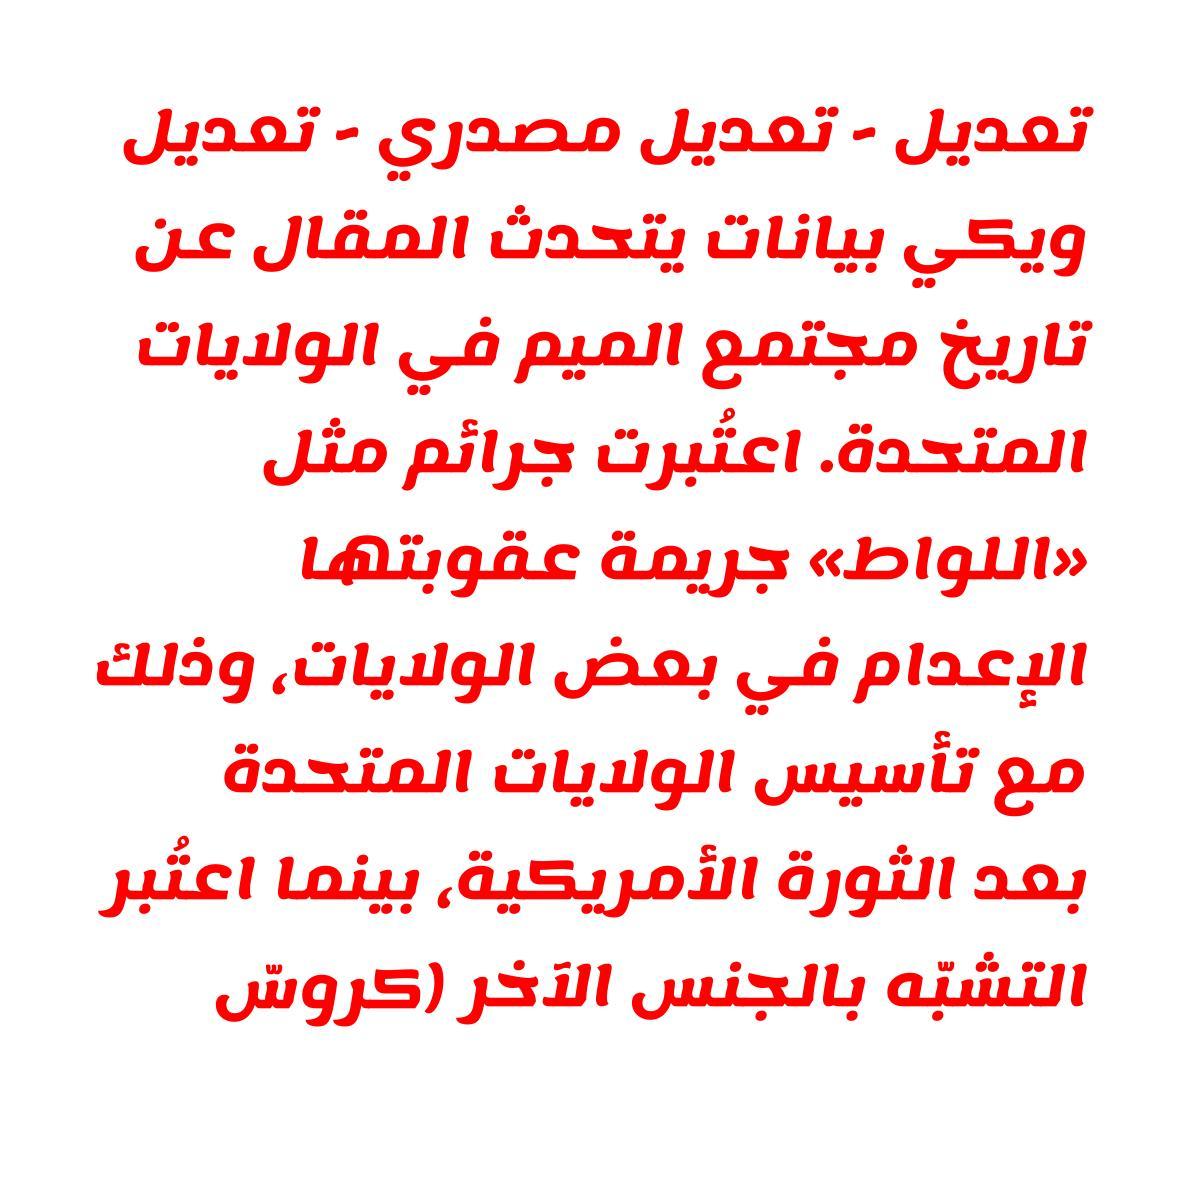 تعديل - تعديل مصدري - تعديل
ويكي بيانات يتحدث المقال عن
تاريخ مجتمع الميم في الولايات
المتحدة. اعتُبرت جرائم مثل
«اللواط» جريمة عقوبتها
الإعدام في بعض الولايات، وذلك
مع تأسيس الولايات المتحدة
بعد الثورة الأمريكية، بينما اعتُبر
التشبّه بالجنس الآخر (كروسّ